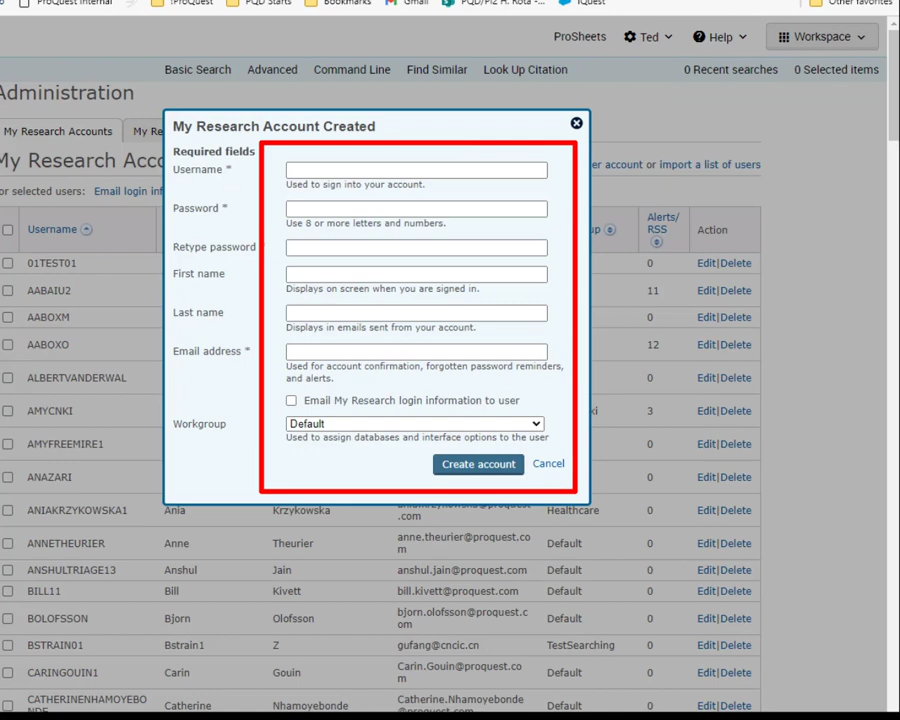 ProQuest Internal !ProQuest PQD Starts Bookmarks Gmail PQD/PIZ H. Rota -... iQuest Other favorites
ProSheets Ted Help Workspace
Basic Search Advanced Command Line Find Similar Look Up Citation 0 Recent searches 0 Selected items
Administration
My Research Accounts My Re
My Research Acc er account or import a list of users
or selected users: Email login in
Username up Alerts/
RSS Action
My Research Account Created
Required fields
Username *
Used to sign into your account.
Password *
Use 8 or more letters and numbers.
Retype password
First name
Displays on screen when you are signed in.
Last name
Displays in emails sent from your account.
Email address *
Used for account confirmation, forgotten password reminders,
and alerts.
Email My Research login information to user
Workgroup Default
Used to assign databases and interface options to the user
Create account Cancel
01TEST01 0 Edit|Delete
AABAIU2 11 Edit|Delete
AABOXM 0 Edit|Delete
AABOXO 12 Edit|Delete
ALBERTVANDERWAL 0 Edit|Delete
AMYCNKI ki 3 Edit|Delete
AMYFREEMIRE1 0 Edit|Delete
ANAZARI 0 Edit|Delete
ANIAKRZYKOWSKA1 Ania Krzykowska aniakrzykowska@proquest
.com Healthcare 0 Edit|Delete
ANNETHEURIER Anne Theurier anne.theurier@proquest.co
m Default 0 Edit|Delete
ANSHULTRIAGE13 Anshul Jain anshul.jain@proquest.com Default 0 Edit|Delete
BILL11 Bill Kivett bill.kivett@proquest.com Default 0 Edit|Delete
BOLOFSSON Bjorn Olofsson bjorn.olofsson@proquest.c
om Default 0 Edit|Delete
BSTRAIN01 Bstrain1 Z gufang@cncic.cn TestSearching 0 Edit|Delete
CARINGOUIN1 Carin Gouin Carin.Gouin@proquest.co
m Default 0 Edit|Delete
CATHERINENHAMOYEBO
NDE Catherine Nhamoyebonde Catherine.Nhamoyebonde
@proquest.com Default 0 Edit|Delete